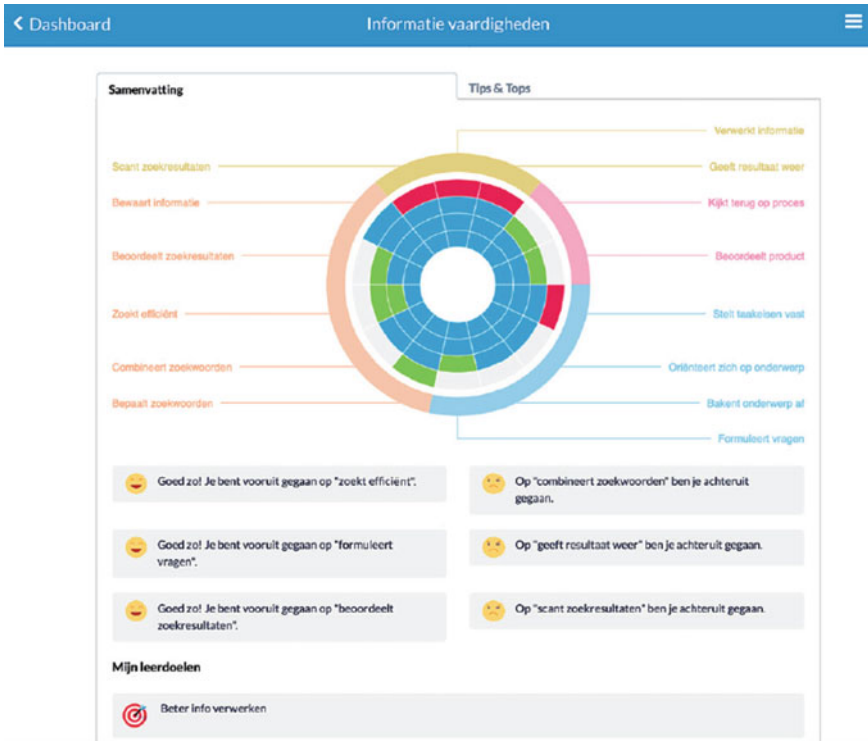 Dashboard
Informatie vaardigheden
Samenvatting
Tips & Tops
Verwerkt informatie
Scant zoekresultaten
Geeft resultaat weer
Bewaart informatie
Kijkt terug op proces
Beoordeelt zoekresultaten
Beoordeelt product
Zoekt efficiënt
Stelt taakeisen vast
Combineert zoekwoorden
Oriënteert zich op onderwerp
Bepaalt zoekwoorden
Bakent onderwerp af
Formuleert vragen
Goed zo! Je bent vooruit gegaan op "zoekt efficiënt".
Op "combineert zoekwoorden" ben je achteruit
gegaan.
Goed zo! Je bent vooruit gegaan op "formuleert
vragen".
Op "geeft resultaat weer" ben je achteruit gegaan.
Goed zo! Je bent vooruit gegaan op "beoordeelt
zoekresultaten".
Op "scant zoekresultaten" ben je achteruit gegaan.
Mijn leerdoelen
Beter info verwerken